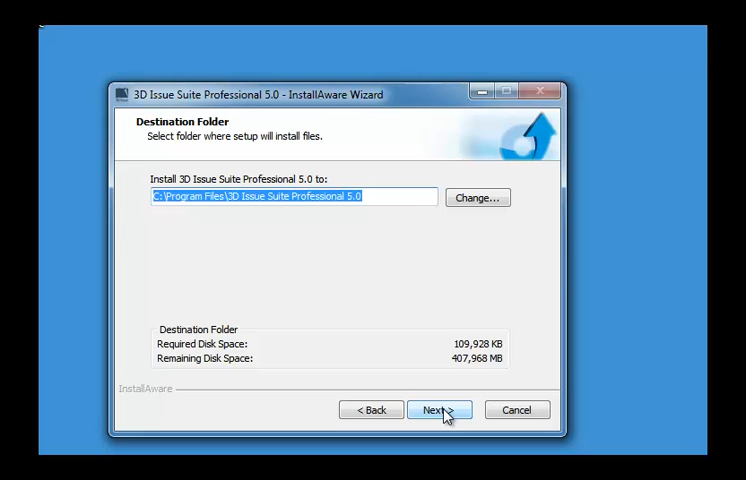 3D Issue Suite Professional 5.0 - InstallAware Wizard
Destination Folder
Select folder where setup will install files.
Install 3D Issue Suite Professional 5.0 to:
C:\Program Files\3D Issue Suite Professional 5.0
Change...
Destination Folder
Required Disk Space: 109,928 KB
Remaining Disk Space: 407,968 MB
InstallAware
< Back Next > Cancel